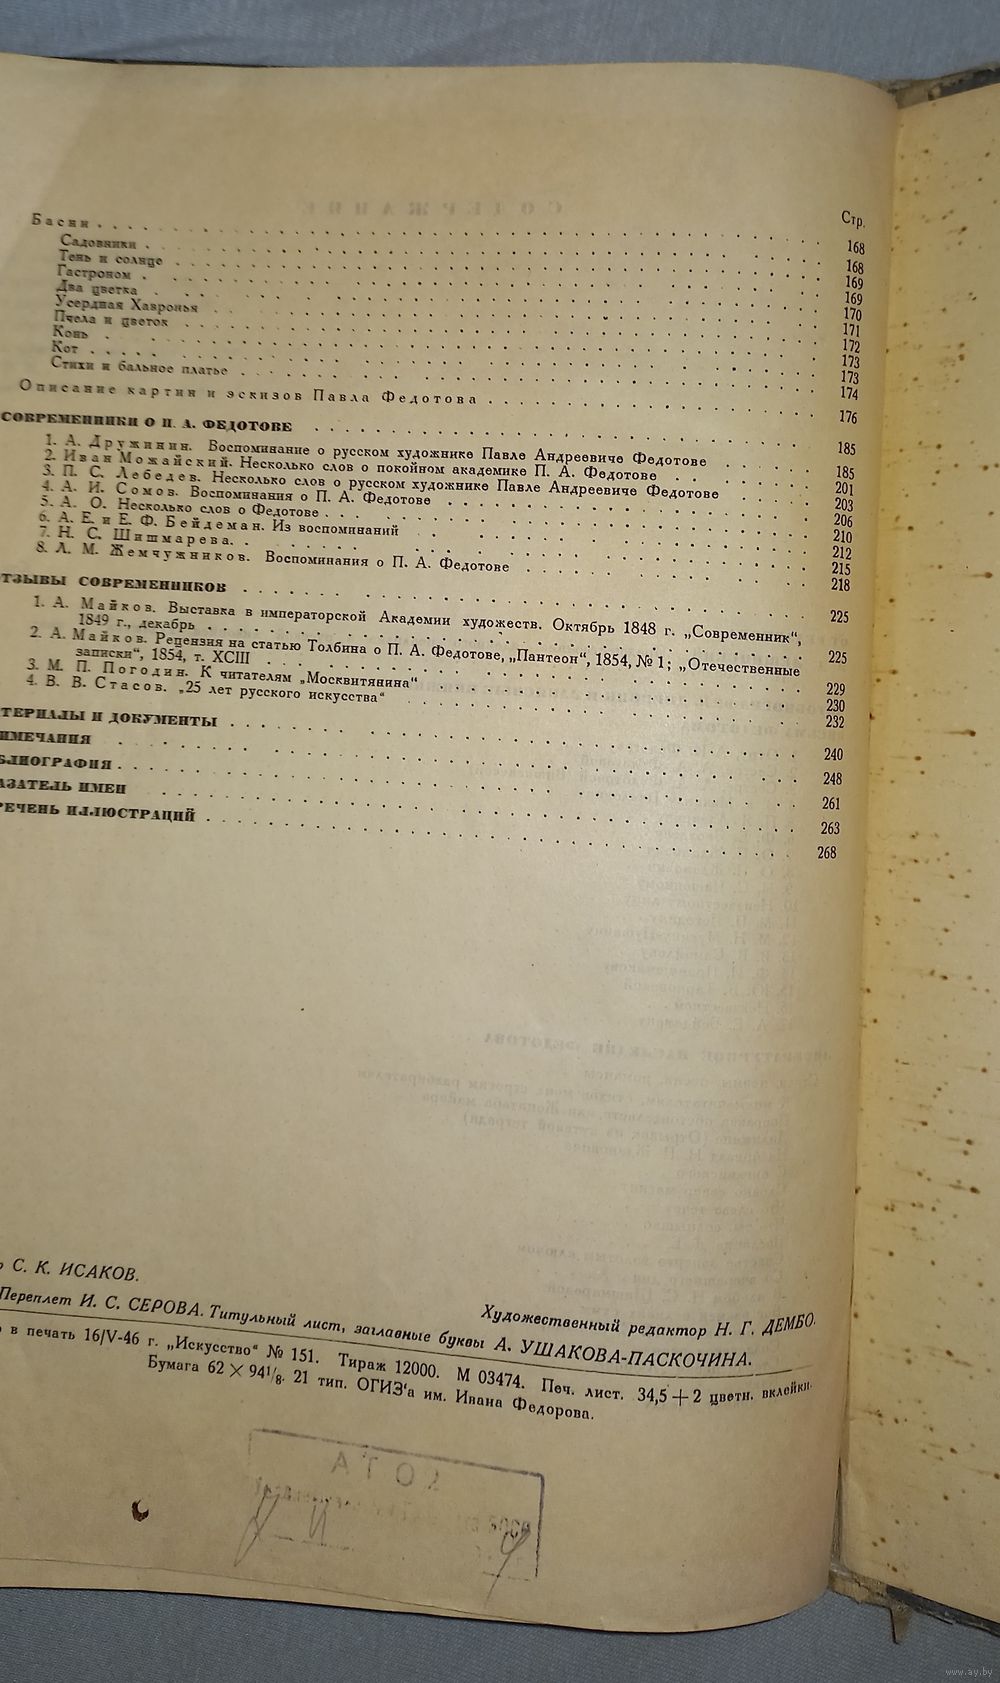 Стр.
Басни 168
Садовники 168
Тень и солнце 169
Гастроном 169
Два цветка 170
Усердная Хавронья 171
Пчела и цветок 172
Конь 173
Кот 173
Стихи и бальное платье 174
Описание картин и эскизов Павла Федотова 176
СОВРЕМЕННИКИ О П. А. ФЕДОТОВЕ 185
1. А. Дружинин. Воспоминание о русском художнике Павле Андреевиче Федотове 185
2. Иван Можайский. Несколько слов о покойном академике П. А. Федотове 201
3. П. С. Лебедев. Несколько слов о русском художнике Павле Андреевиче Федотове 203
4. А. И. Сомов. Воспоминания о П. А. Федотове 206
5. А. О. Несколько слов о Федотове 210
6. А. Е. и Е. Ф. Бейдеман. Из воспоминаний 212
7. Н. С. Шишмарева. 215
8. Л. М. Жемчужников. Воспоминания о П. А. Федотове 218
ТЗЫВЫ СОВРЕМЕННИКОВ 225
1. А. Майков. Выставка в императорской Академии художеств. Октябрь 1848 г. „Современник“,
1849 г., декабрь 225
2. А. Майков. Рецензия на статью Толбина о П. А. Федотове, „Пантеон“, 1854, № 1; „Отечественные
записки“, 1854, т. XCIII 229
3. М. П. Погодин. К читателям „Москвитянина“ 230
4. В. В. Стасов. „25 лет русского искусства“ 232
ТЕРИАЛЫ И ДОКУМЕНТЫ 240
ИМЕЧАНИЯ 248
БЛИОГРАФИЯ 261
АЗАТЕЛЬ ИМЕН 263
РЕЧЕНЬ ИЛЛЮСТРАЦИЙ 268
С. К. ИСАКОВ.
Художественный редактор Н. Г. ДЕМБО.
Переплет И. С. СЕРОВА. Титульный лист, заглавные буквы А. УШАКОВА-ПАСКОЧИНА.
в печать 16/V-46 г. „Искусство“ № 151. Тираж 12000. М 03474. Печ. лист. 34,5 + 2 цветн. вклейки.
Бумага 62 × 94¹/₈. 21 тип. ОГИЗ'а им. Ивана Федорова.
www.ay.by